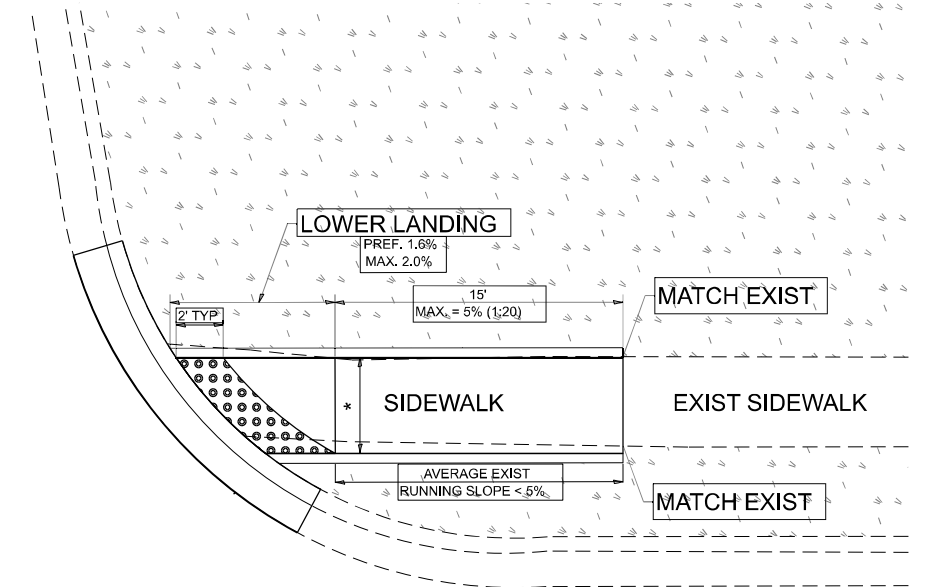 LOWER LANDING
PREF. 1.6%
MAX. 2.0%
15'
MAX. = 5% (1:20)
MATCH EXIST
2' TYP
* SIDEWALK
EXIST SIDEWALK
AVERAGE EXIST
RUNNING SLOPE < 5%
MATCH EXIST